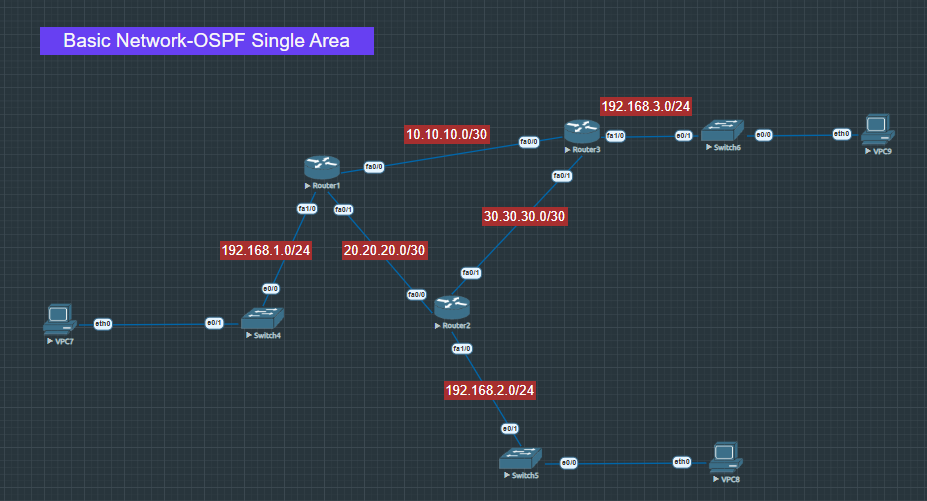 Basic Network-OSPF Single Area
192.168.3.0/24
10.10.10.0/30
fa0/0
Router3
fa1/0
e0/1
Switch6
e0/0
eth0
VPC9
fa0/0
Router1
fa0/1
fa1/0
fa0/1
30.30.30.0/30
192.168.1.0/24
20.20.20.0/30
fa0/1
e0/0
fa0/0
Router2
eth0
e0/1
Switch4
VPC7
fa1/0
192.168.2.0/24
e0/1
Switch5
e0/0
eth0
VPC8